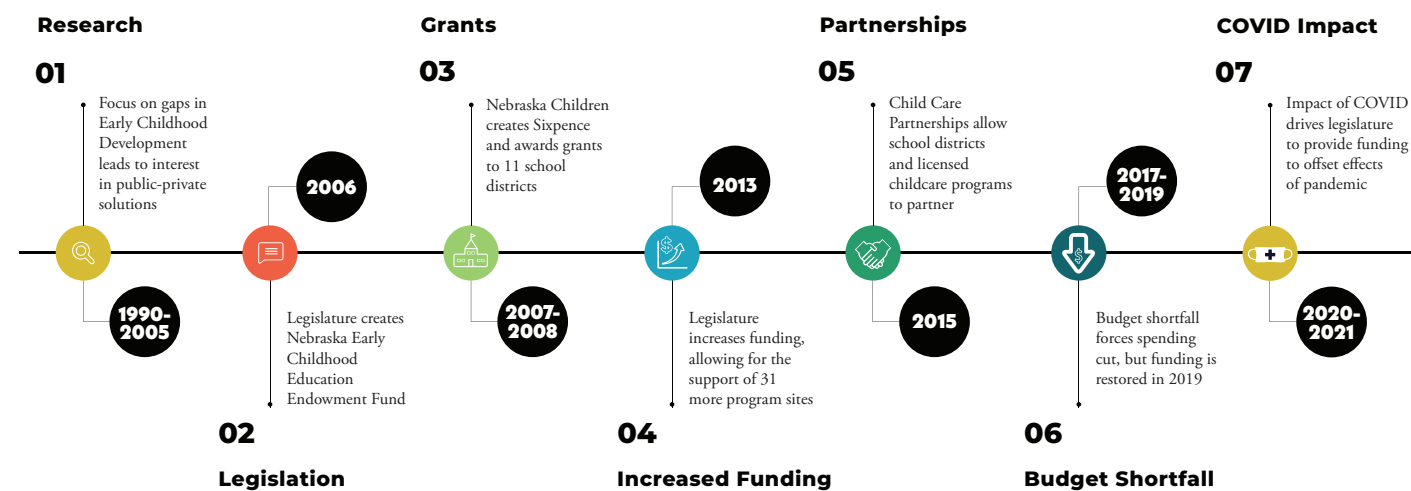 Research
01
Focus on gaps in
Early Childhood
Development
leads to interest
in public-private
solutions
1990-
2005
2006
Legislature creates
Nebraska Early
Childhood
Education
Endowment Fund
02
Legislation
Grants
03
Nebraska Children
creates Sixpence
and awards grants
to 11 school
districts
2007-
2008
2013
Legislature
increases funding,
allowing for the
support of 31
more program sites
04
Increased Funding
Partnerships
05
Child Care
Partnerships allow
school districts
and licensed
childcare programs
to partner
2015
2017-
2019
Budget shortfall
forces spending
cut, but funding is
restored in 2019
06
Budget Shortfall
COVID Impact
07
Impact of COVID
drives legislature
to provide funding
to offset effects
of pandemic
2020-
2021